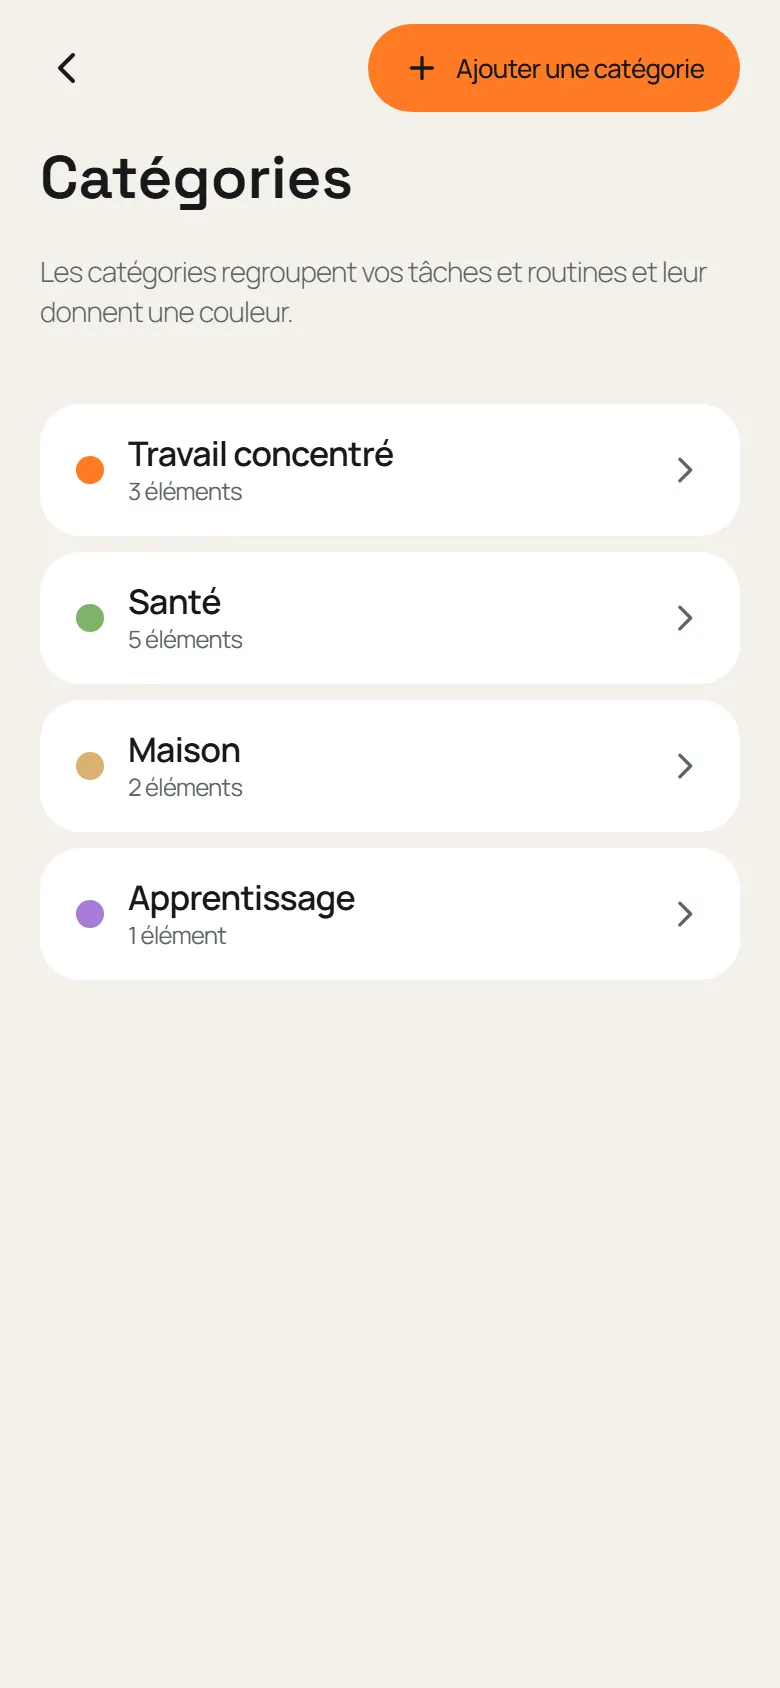 Ajouter une catégorie
Catégories
Les catégories regroupent vos tâches et routines et leur
donnent une couleur.
Travail concentré
3 éléments
Santé
5 éléments
Maison
2 éléments
Apprentissage
1 élément